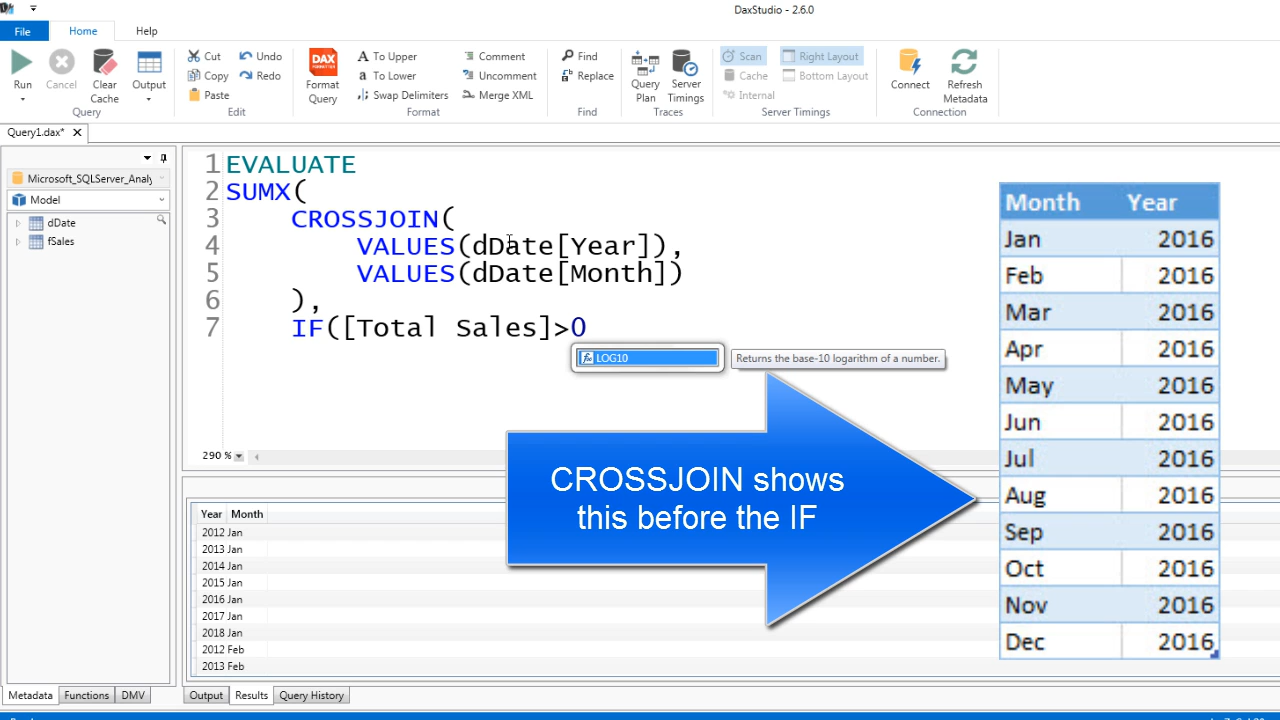 DaxStudio - 2.6.0
File
Home
Help
Run
Cancel
Clear Cache
Output
Query
Cut
Copy
Paste
Undo
Redo
Edit
Format Query
To Upper
To Lower
Swap Delimiters
Comment
Uncomment
Merge XML
Format
Find
Replace
Find
Query Plan
Server Timings
Traces
Scan
Cache
Internal
Right Layout
Bottom Layout
Server Timings
Connect
Refresh Metadata
Connection
Query1.dax*
Microsoft_SQLServer_Analy
Model
dDate
fSales
1 EVALUATE
2 SUMX(
3 CROSSJOIN(
4 VALUES(dDate[Year]),
5 VALUES(dDate[Month])
6 ),
7 IF([Total Sales]>0
LOG10
Returns the base-10 logarithm of a number.
290 %
CROSSJOIN shows
this before the IF
Month Year
Jan 2016
Feb 2016
Mar 2016
Apr 2016
May 2016
Jun 2016
Jul 2016
Aug 2016
Sep 2016
Oct 2016
Nov 2016
Dec 2016
Year Month
2012 Jan
2013 Jan
2014 Jan
2015 Jan
2016 Jan
2017 Jan
2018 Jan
2012 Feb
2013 Feb
Metadata
Functions
DMV
Output
Results
Query History